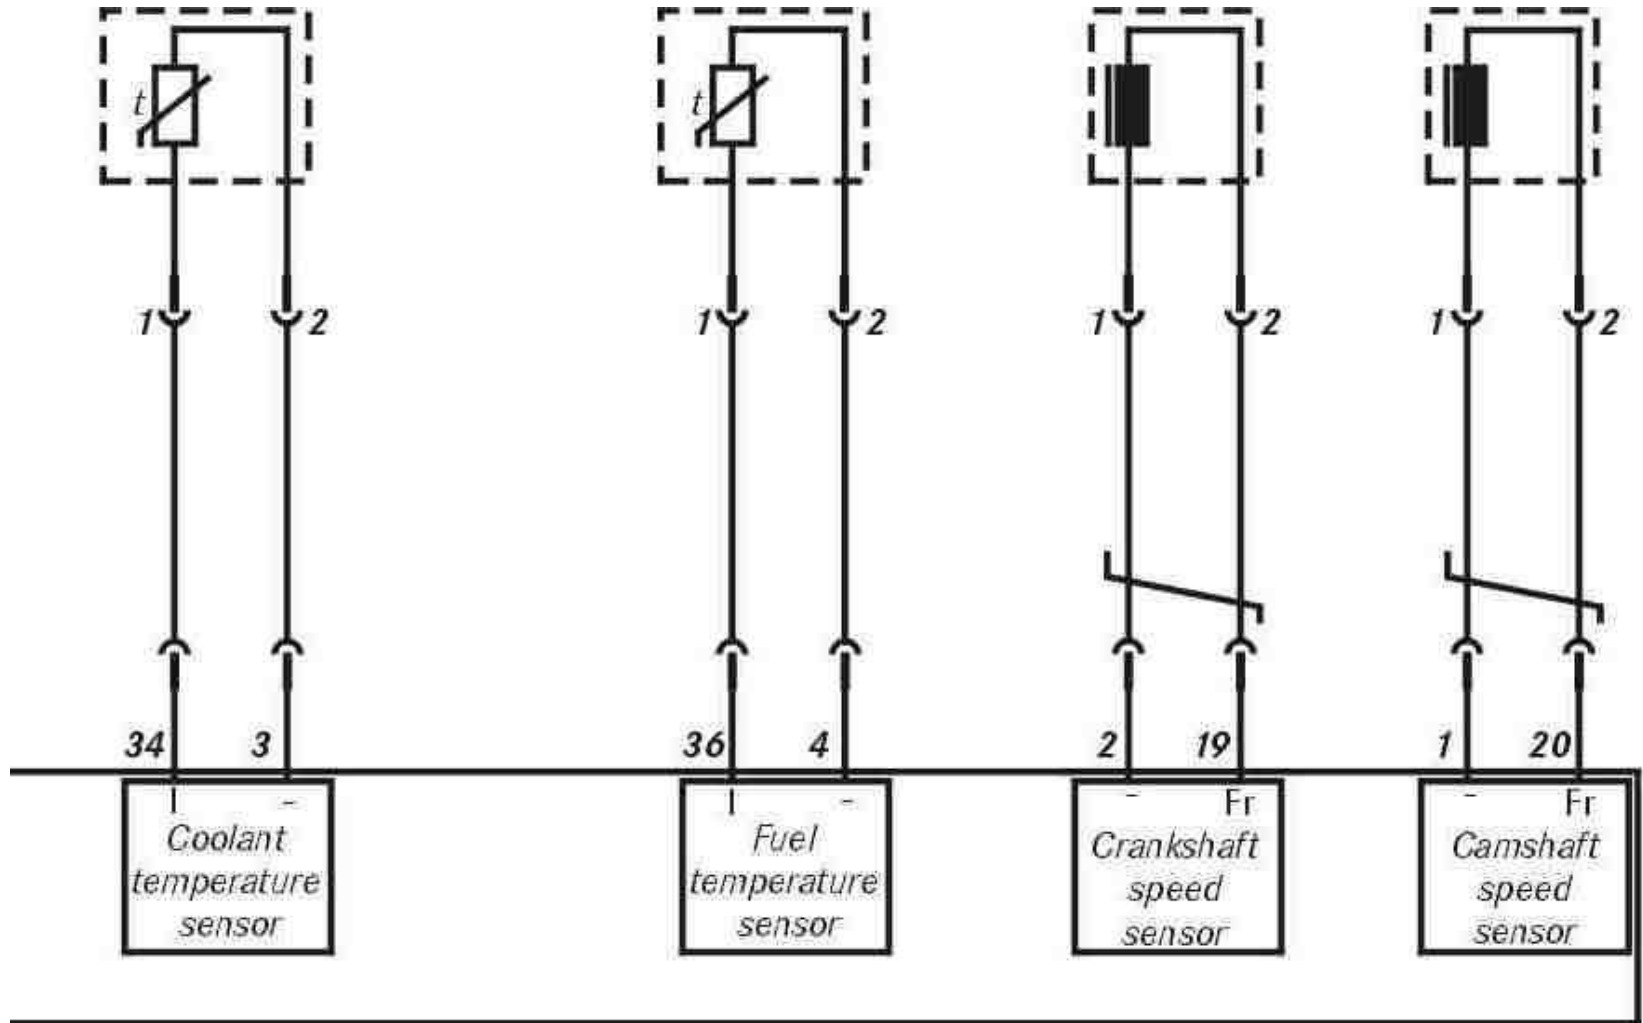 t t
1 2 1 2 1 2 1 2
34 3 36 4 2 19 1 20
I - I - - Fr - Fr
Coolant
temperature
sensor
Fuel
temperature
sensor
Crankshaft
speed
sensor
Camshaft
speed
sensor